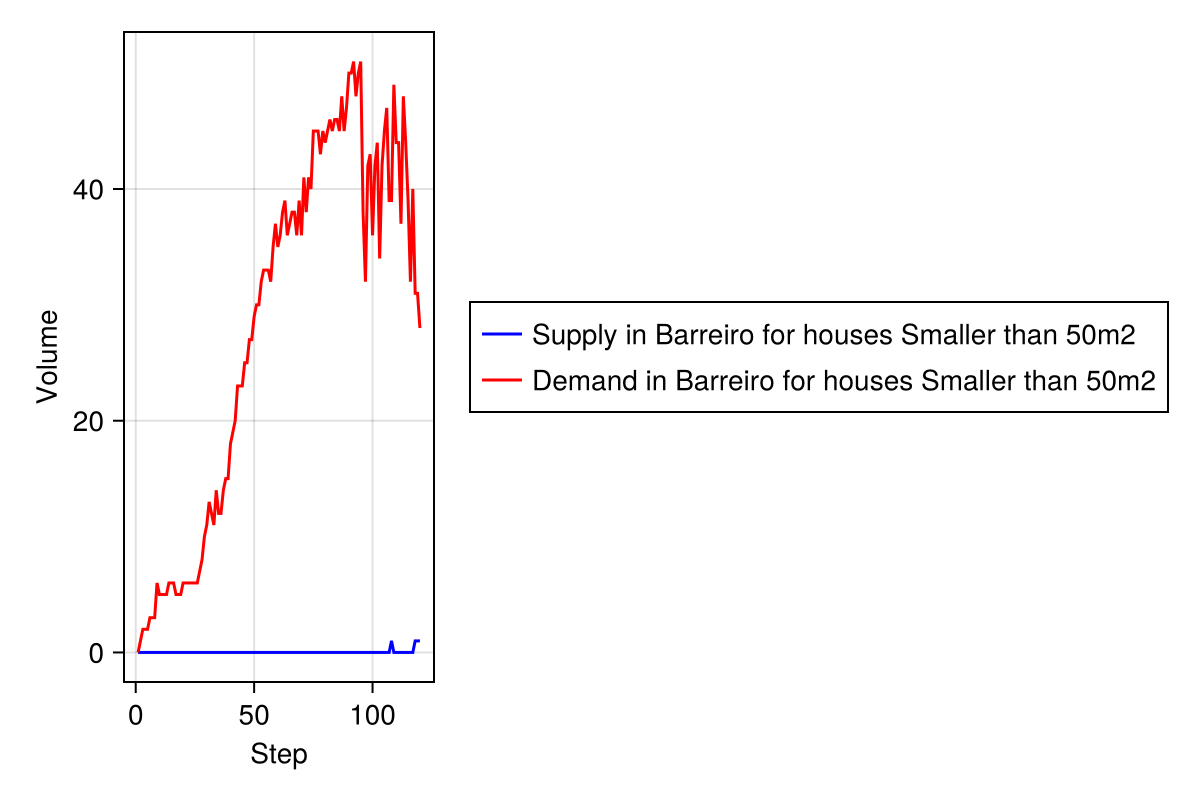 Volume
40
20
0
0 50 100
Step
Supply in Barreiro for houses Smaller than 50m2
Demand in Barreiro for houses Smaller than 50m2